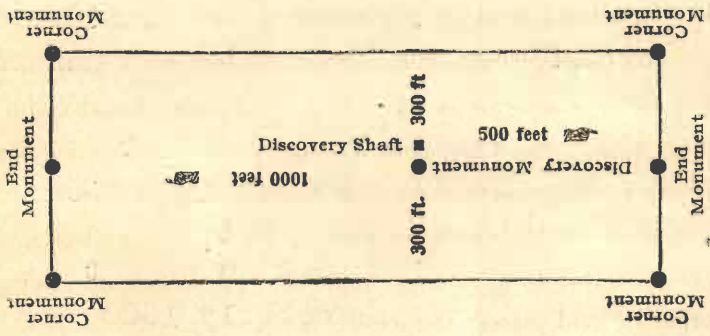 Corner
Monument
Corner
Monument
End
Monument
300 ft
500 feet
Discovery Shaft
Discovery Monument
1000 feet
300 ft.
End
Monument
Corner
Monument
Corner
Monument